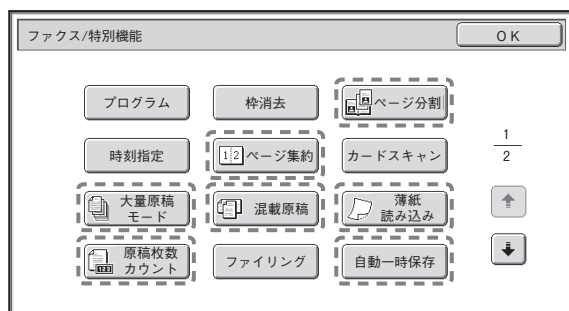 ファクス/特別機能
OK
プログラム
枠消去
ページ分割
時刻指定
12 ページ集約
カードスキャン
1
2
大量原稿
モード
混載原稿
薄紙
読み込み
原稿枚数
カウント
123
ファイリング
自動一時保存